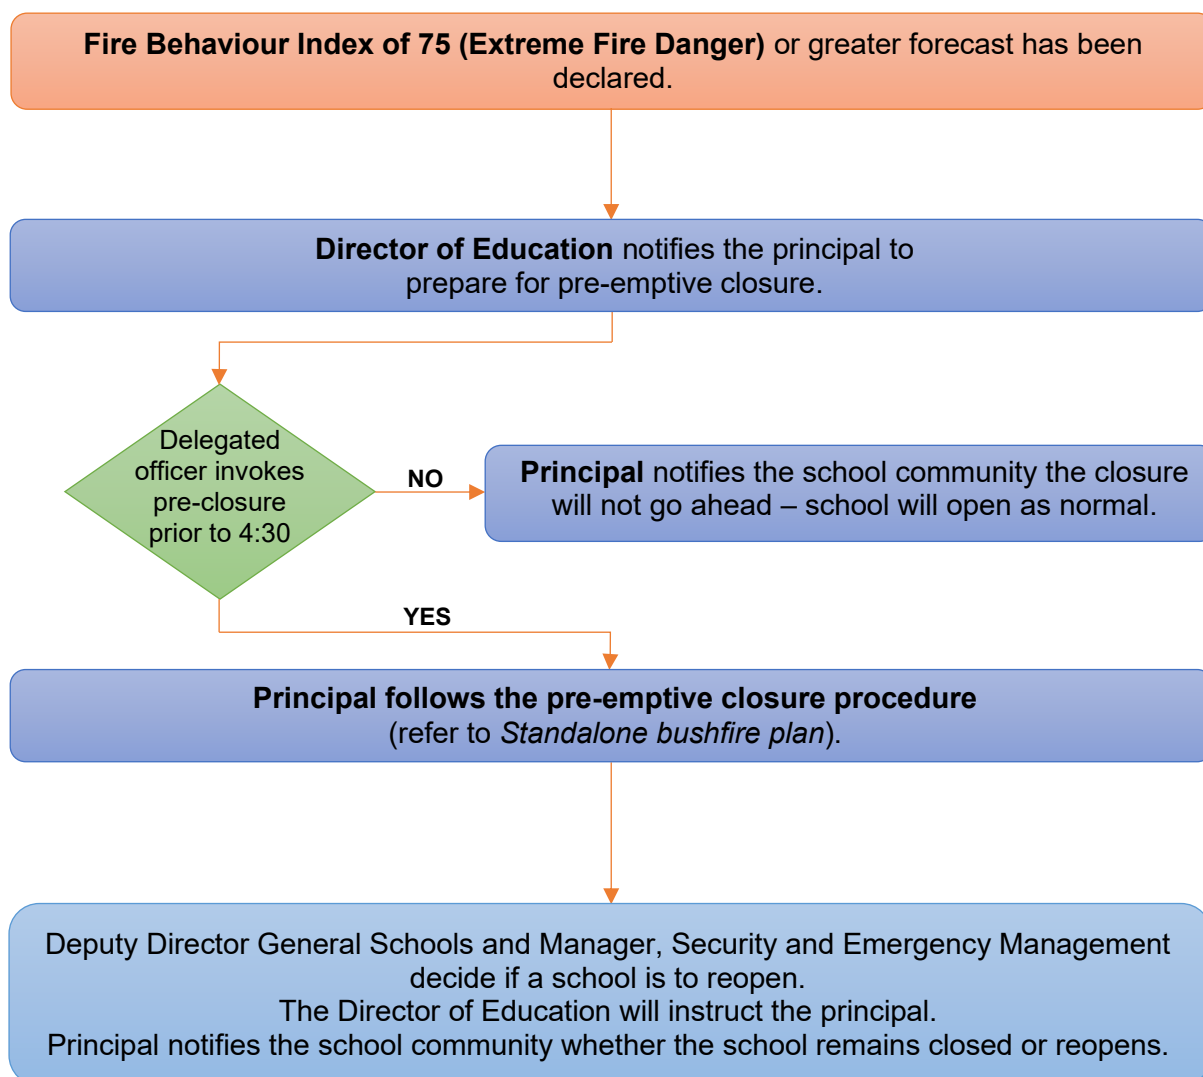 Fire Behaviour Index of 75 (Extreme Fire Danger) or greater forecast has been
declared.
Director of Education notifies the principal to
prepare for pre-emptive closure.
Delegated
officer invokes
pre-closure
prior to 4:30
NO
Principal notifies the school community the closure
will not go ahead – school will open as normal.
YES
Principal follows the pre-emptive closure procedure
(refer to Standalone bushfire plan).
Deputy Director General Schools and Manager, Security and Emergency Management
decide if a school is to reopen.
The Director of Education will instruct the principal.
Principal notifies the school community whether the school remains closed or reopens.